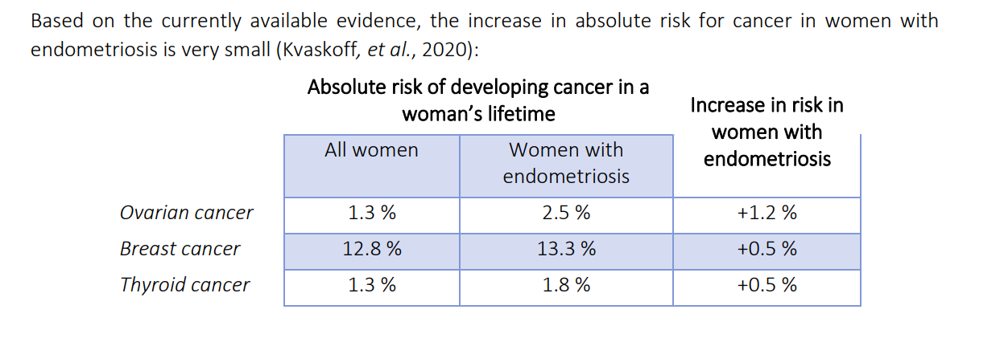 Based on the currently available evidence, the increase in absolute risk for cancer in women with
endometriosis is very small (Kvaskoff, et al., 2020):
Absolute risk of developing cancer in a
woman's lifetime
Increase in risk in
women with
endometriosis
All women
Women with
endometriosis
Ovarian cancer 1.3 % 2.5 % +1.2 %
Breast cancer 12.8 % 13.3 % +0.5 %
Thyroid cancer 1.3 % 1.8 % +0.5 %